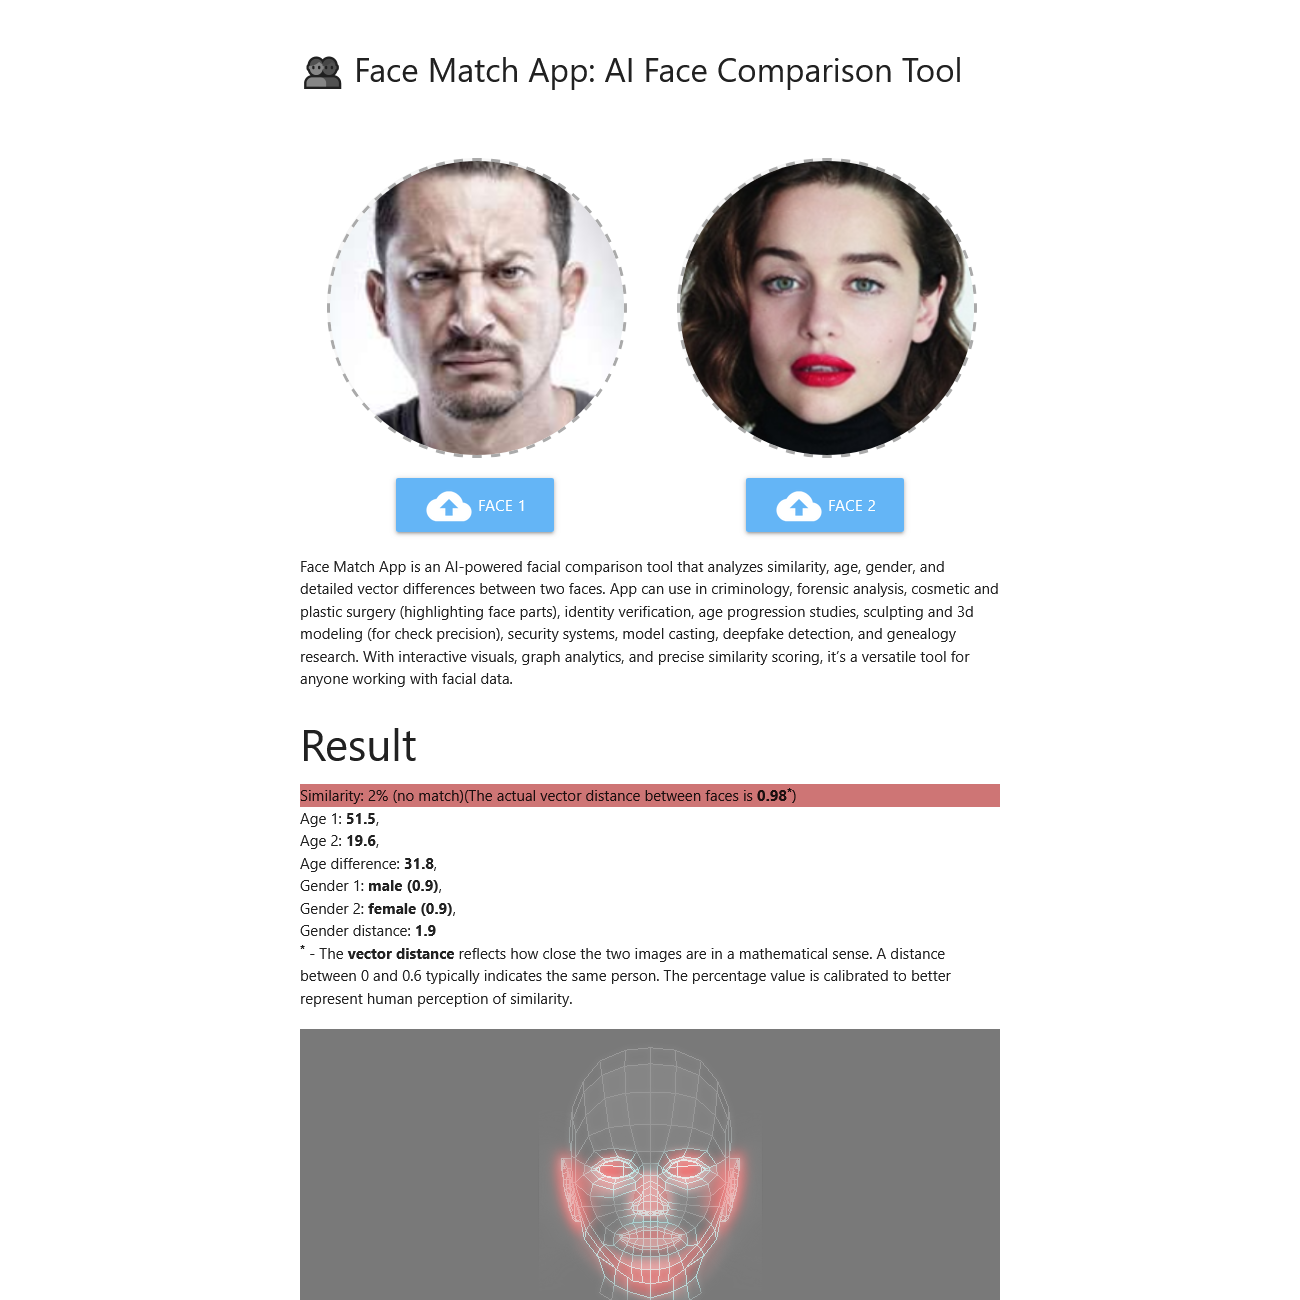 Face Match App: AI Face Comparison Tool
FACE 1
FACE 2
Face Match App is an AI-powered facial comparison tool that analyzes similarity, age, gender, and
detailed vector differences between two faces. App can use in criminology, forensic analysis, cosmetic and
plastic surgery (highlighting face parts), identity verification, age progression studies, sculpting and 3d
modeling (for check precision), security systems, model casting, deepfake detection, and genealogy
research. With interactive visuals, graph analytics, and precise similarity scoring, it’s a versatile tool for
anyone working with facial data.
Result
Similarity: 2% (no match)(The actual vector distance between faces is 0.98*)
Age 1: 51.5,
Age 2: 19.6,
Age difference: 31.8,
Gender 1: male (0.9),
Gender 2: female (0.9),
Gender distance: 1.9
* - The vector distance reflects how close the two images are in a mathematical sense. A distance
between 0 and 0.6 typically indicates the same person. The percentage value is calibrated to better
represent human perception of similarity.